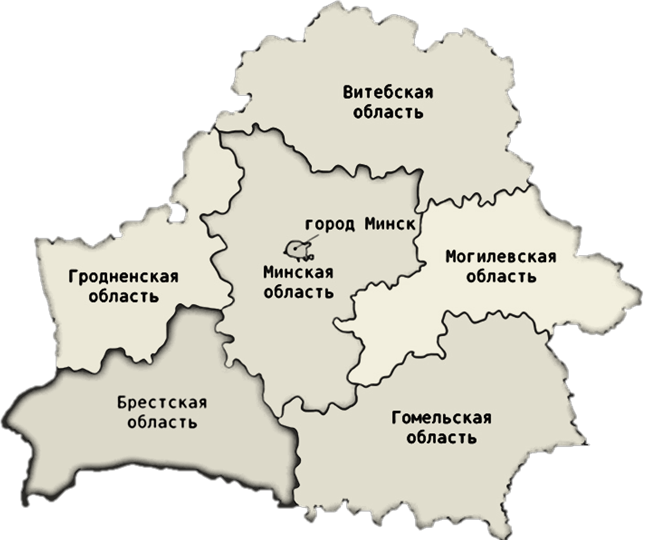 Витебская
область
город Минск
Могилевская
область
Минская
область
Гродненская
область
Брестская
область
Гомельская
область